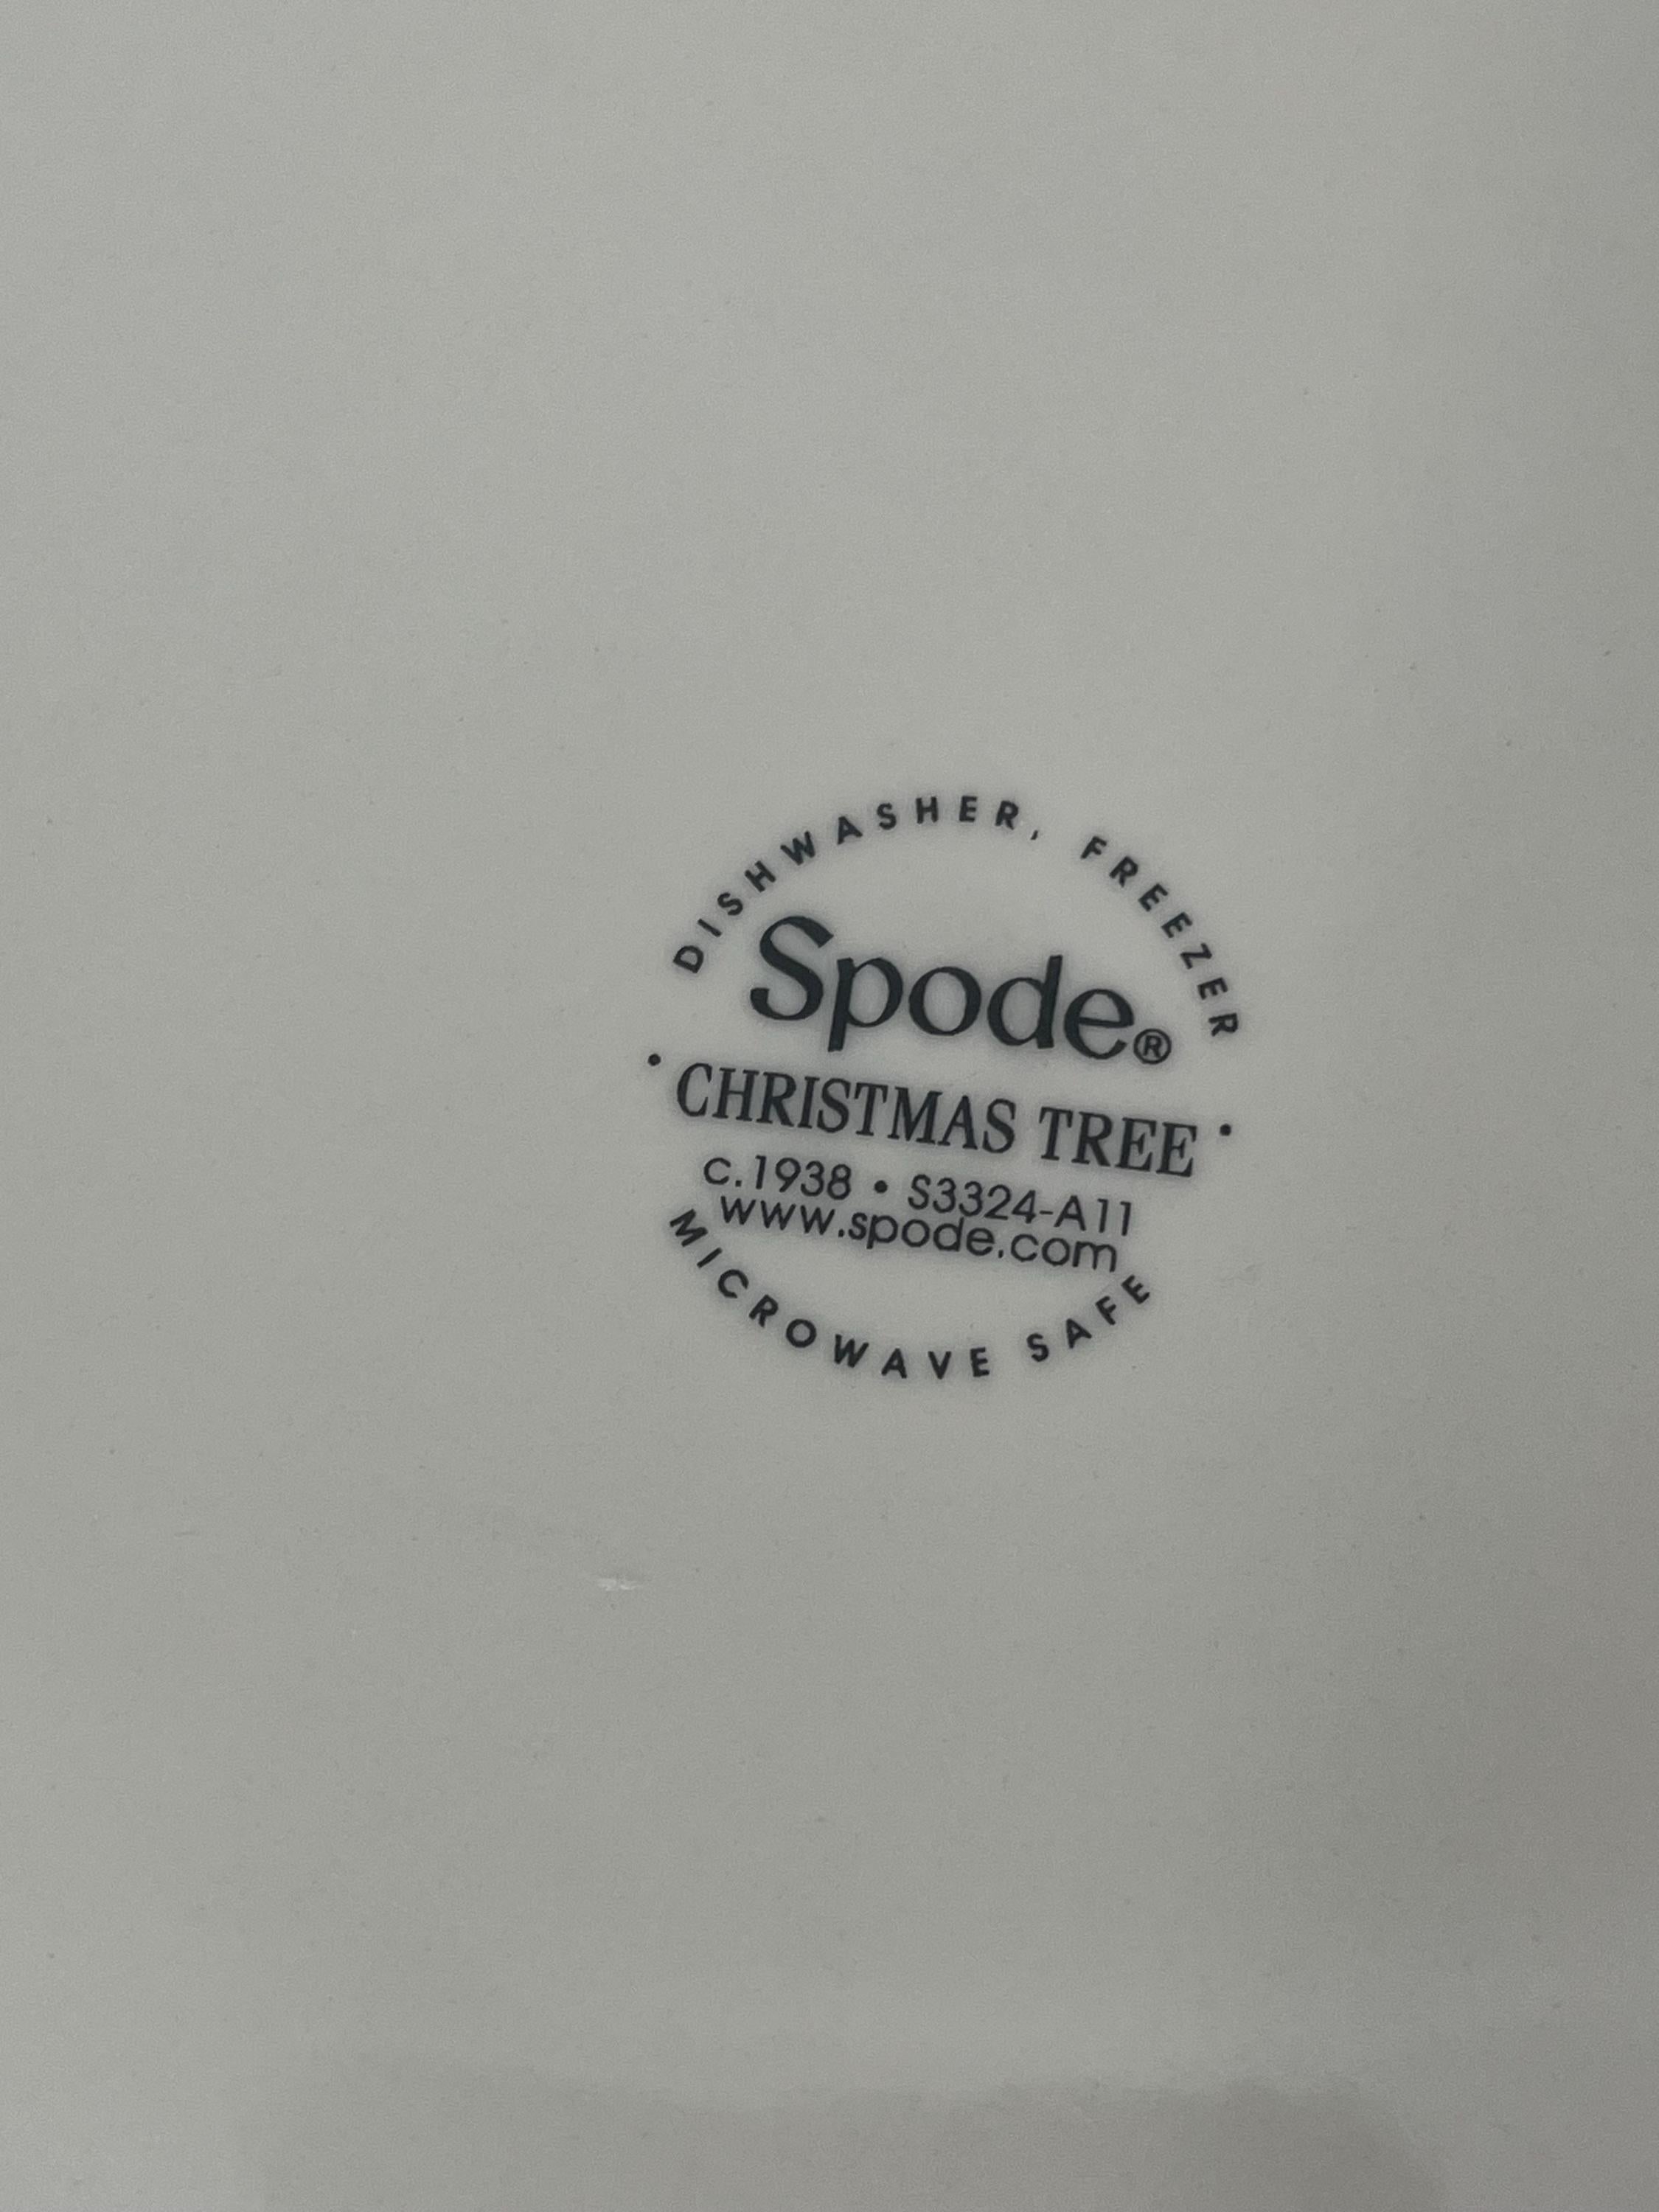 DISHWASHER, FREEZER
Spode®
• CHRISTMAS TREE •
c.1938 • S3324-A11
www.spode.com
MICROWAVE SAFE